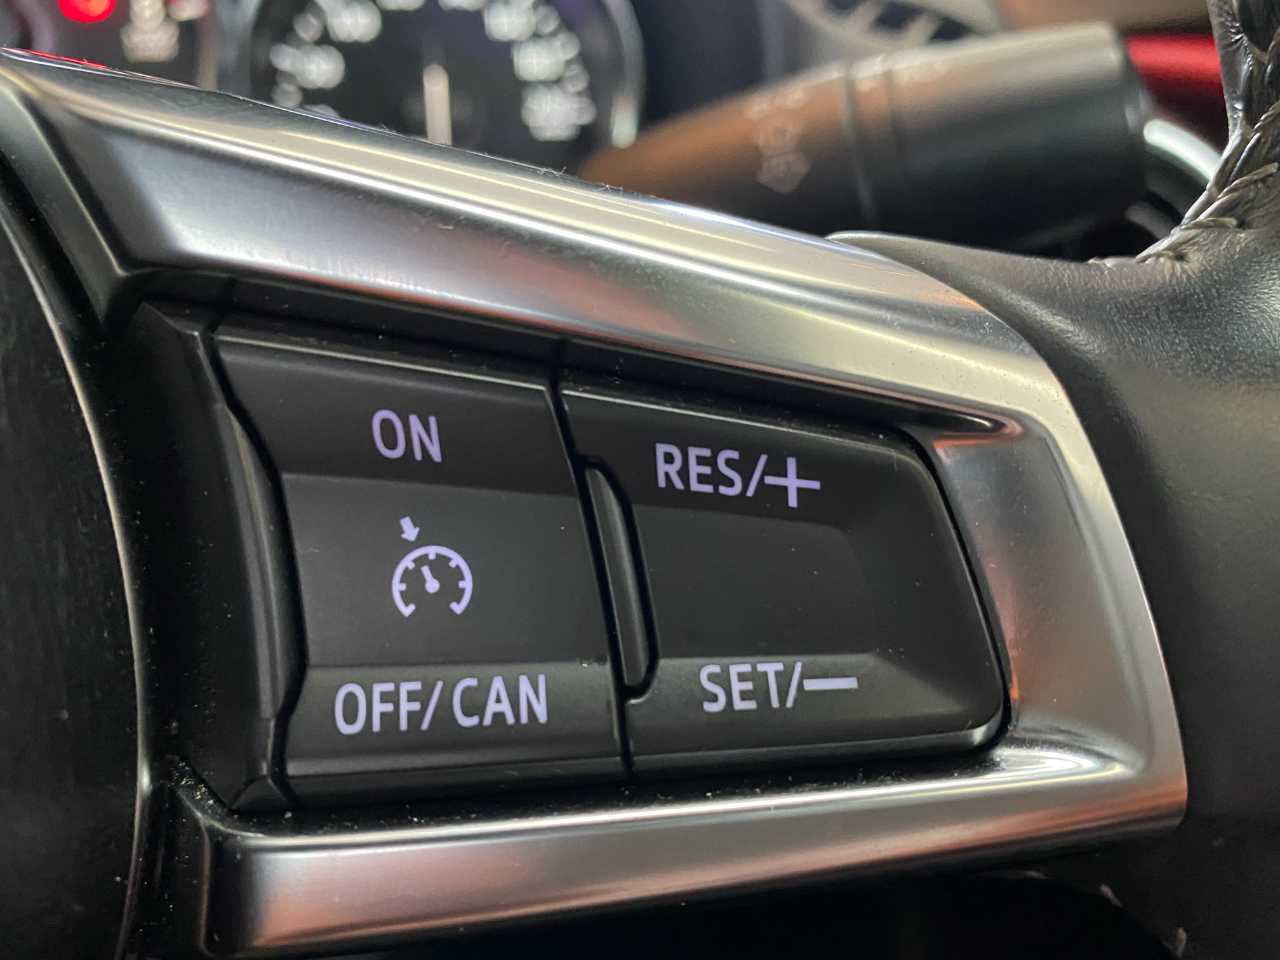 ON
RES/+
OFF/CAN
SET/−